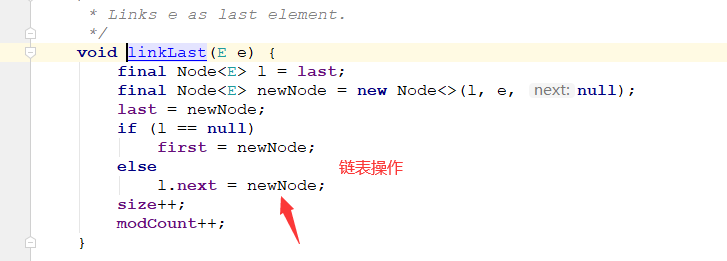 * Links e as last element.
*/
void linkLast(E e) {
final Node<E> l = last;
final Node<E> newNode = new Node<>(l, e, next: null);
last = newNode;
if (l == null)
first = newNode;
else
链表操作
l.next = newNode;
size++;
modCount++;
}